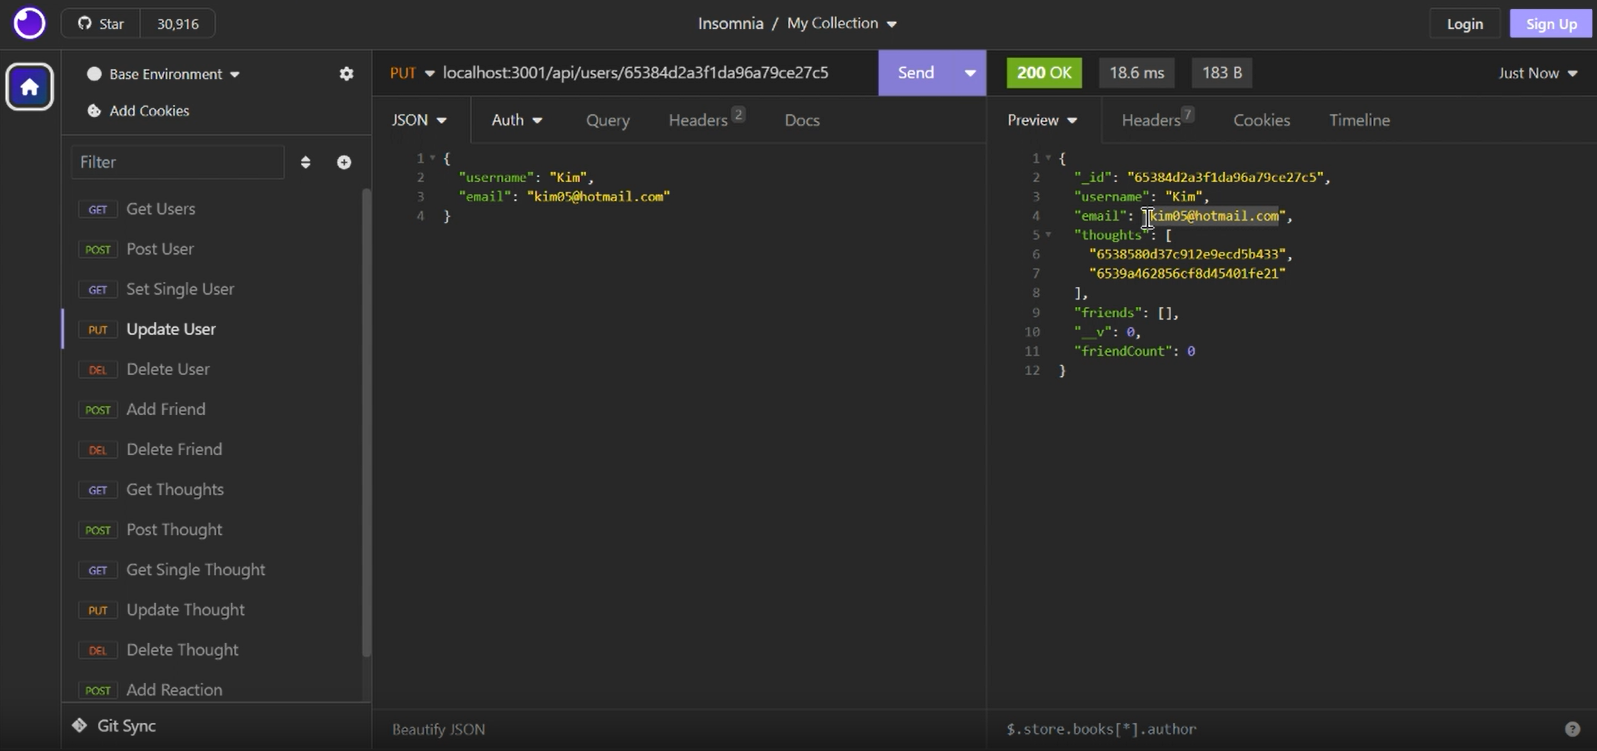 Star 30,916 Insomnia / My Collection Login Sign Up
Base Environment
Add Cookies
Filter
GET Get Users
POST Post User
GET Set Single User
PUT Update User
DEL Delete User
POST Add Friend
DEL Delete Friend
GET Get Thoughts
POST Post Thought
GET Get Single Thought
PUT Update Thought
DEL Delete Thought
POST Add Reaction
Git Sync
PUT localhost:3001/api/users/65384d2a3f1da96a79ce27c5 Send
JSON Auth Query Headers 2 Docs
1 {
2 "username": "Kim",
3 "email": "kim05@hotmail.com"
4 }
Beautify JSON
200 OK 18.6 ms 183 B Just Now
Preview Headers 7 Cookies Timeline
1 {
2 "_id": "65384d2a3f1da96a79ce27c5",
3 "username": "Kim",
4 "email": "kim05@hotmail.com",
5 "thoughts": [
6 "6538580d37c912e9ecd5b433",
7 "6539a462856cf8d45401fe21"
8 ],
9 "friends": [],
10 "__v": 0,
11 "friendCount": 0
12 }
$.store.books[*].author ?